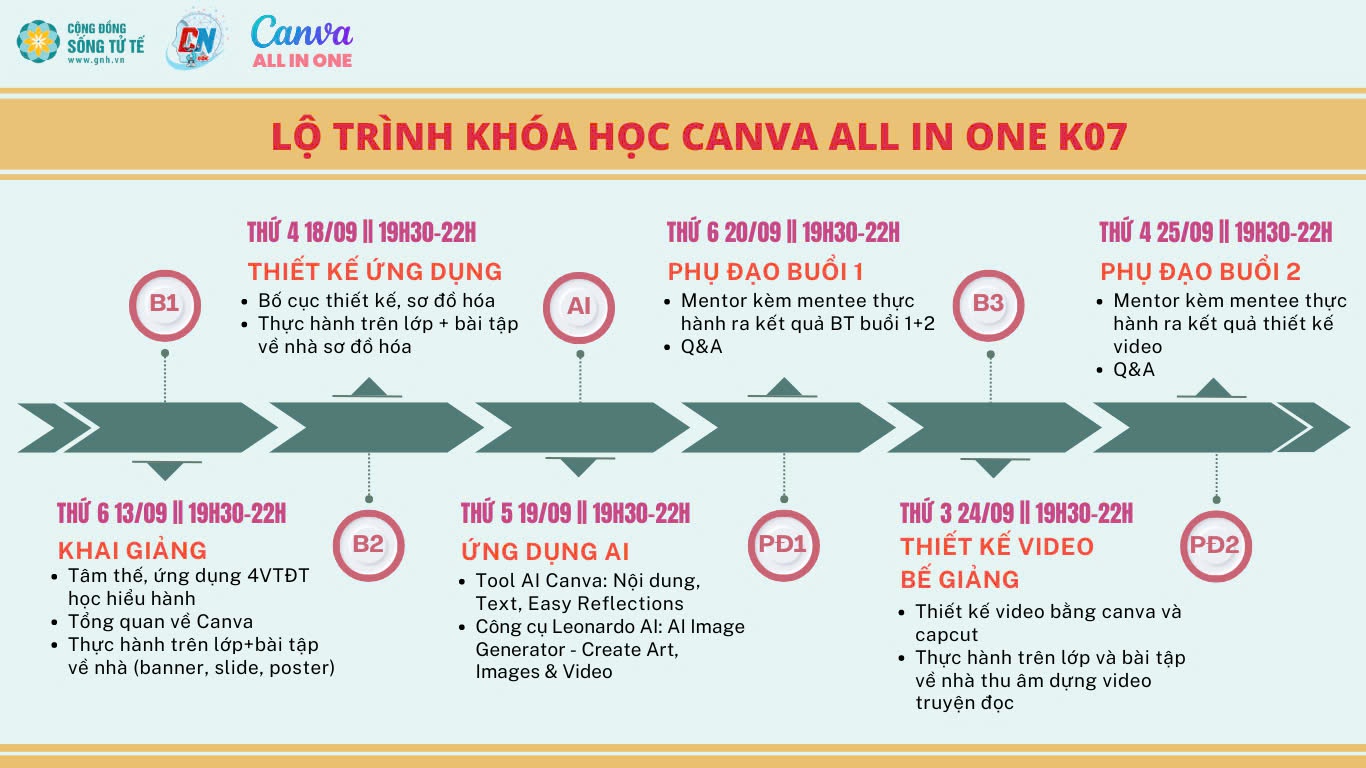 CỘNG ĐỒNG
SỐNG TỬ TẾ
www.gnh.vn
CN
Canva
ALL IN ONE
LỘ TRÌNH KHÓA HỌC CANVA ALL IN ONE K07
B1
THỨ 6 13/09 || 19H30-22H
KHAI GIẢNG
• Tâm thế, ứng dụng 4VTĐT
học hiểu hành
• Tổng quan về Canva
• Thực hành trên lớp+bài tập
về nhà (banner, slide, poster)
THỨ 4 18/09 || 19H30-22H
THIẾT KẾ ỨNG DỤNG
• Bố cục thiết kế, sơ đồ hóa
• Thực hành trên lớp + bài tập
về nhà sơ đồ hóa
B2
AI
THỨ 5 19/09 || 19H30-22H
ỨNG DỤNG AI
• Tool AI Canva: Nội dung,
Text, Easy Reflections
• Công cụ Leonardo AI: AI Image
Generator - Create Art,
Images & Video
THỨ 6 20/09 || 19H30-22H
PHỤ ĐẠO BUỔI 1
• Mentor kèm mentee thực
hành ra kết quả BT buổi 1+2
• Q&A
PĐ1
B3
THỨ 3 24/09 || 19H30-22H
THIẾT KẾ VIDEO
BẾ GIẢNG
• Thiết kế video bằng canva và
capcut
• Thực hành trên lớp và bài tập
về nhà thu âm dựng video
truyện đọc
THỨ 4 25/09 || 19H30-22H
PHỤ ĐẠO BUỔI 2
• Mentor kèm mentee thực
hành ra kết quả thiết kế
video
• Q&A
PĐ2